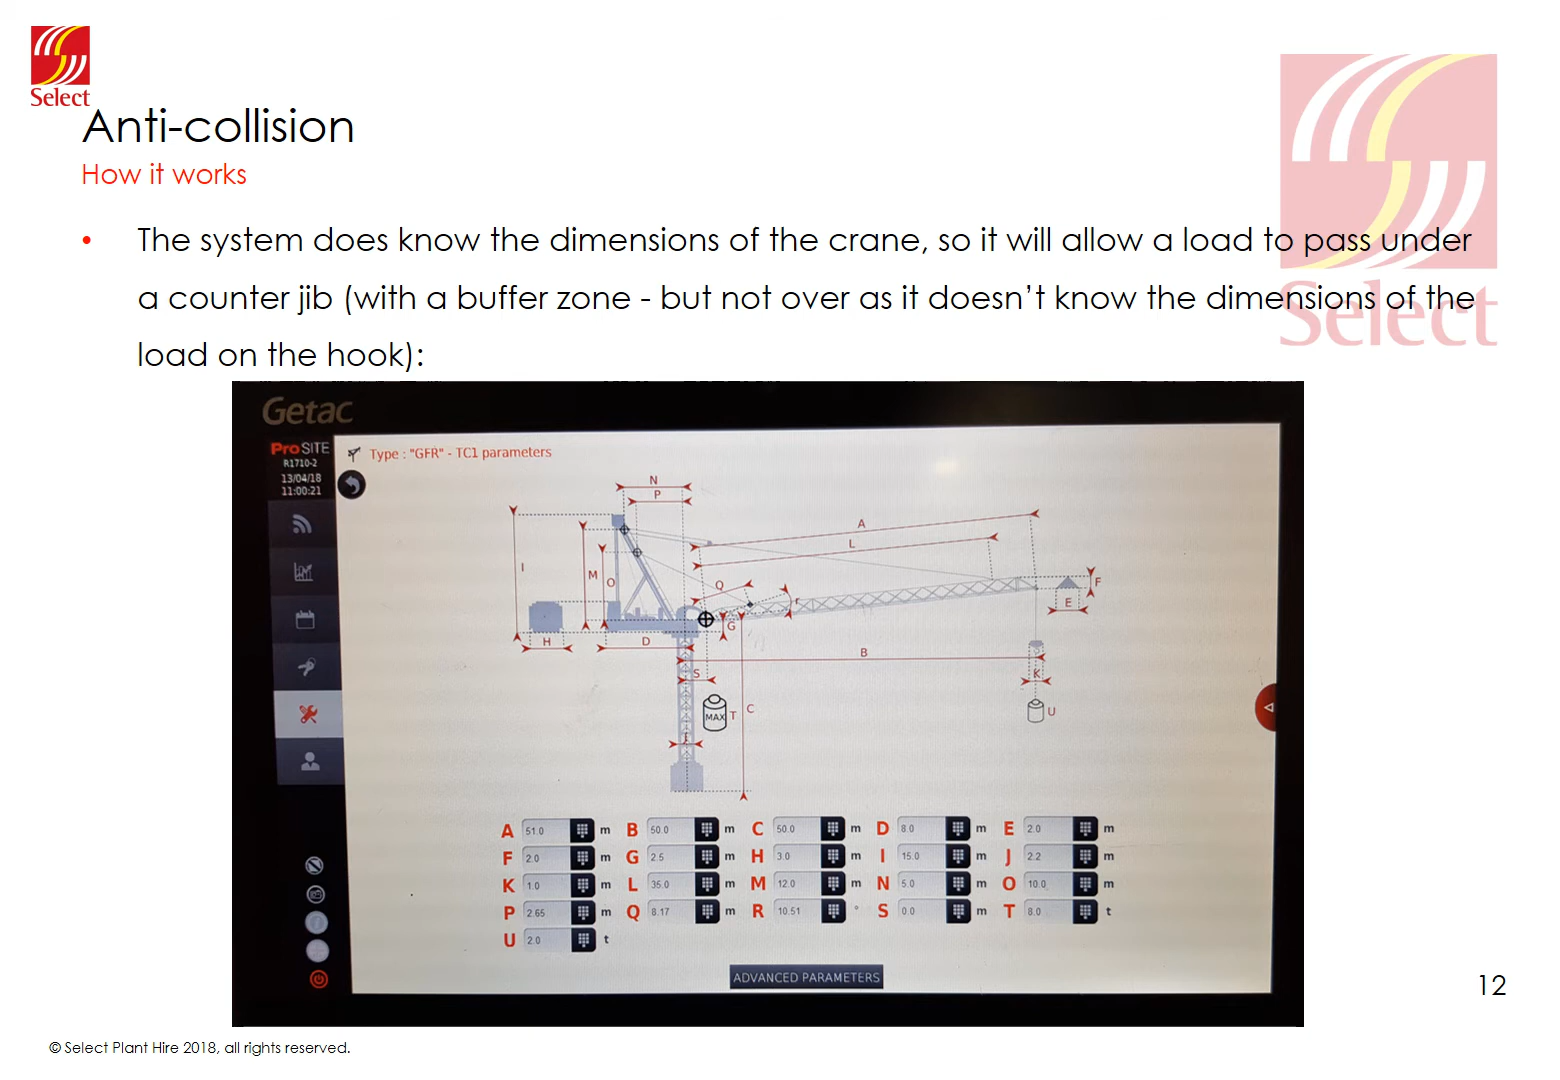 Select
Anti-collision
How it works
• The system does know the dimensions of the crane, so it will allow a load to pass under
a counter jib (with a buffer zone - but not over as it doesn’t know the dimensions of the
load on the hook):
Select
Getac
ProSITE
R1710-2
13/04/18
11:00:21
Type : "GFR" - TC1 parameters
N
P
A
L
I
M
O
Q
r
F
E
G
H
D
B
S
K
MAX T
C
U
A 51.0 m B 50.0 m C 50.0 m D 8.0 m E 2.0 m
F 2.0 m G 2.5 m H 3.0 m I 15.0 m J 2.2 m
K 1.0 m L 35.0 m M 12.0 m N 5.0 m O 10.0 m
P 2.65 m Q 8.17 m R 10.51 ° S 0.0 m T 8.0 t
U 2.0 t
ADVANCED PARAMETERS
12
© Select Plant Hire 2018, all rights reserved.